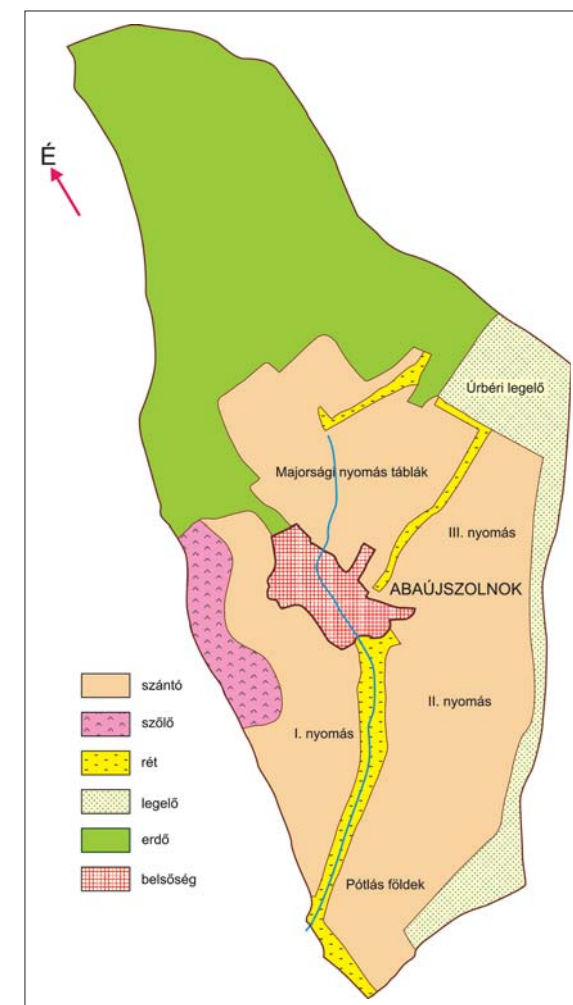 É
Úrbéri legelő
Majorsági nyomás táblák
III. nyomás
ABAÚJSZOLNOK
szántó
szőlő
rét
legelő
erdő
belsőség
I. nyomás
II. nyomás
Pótlás földek